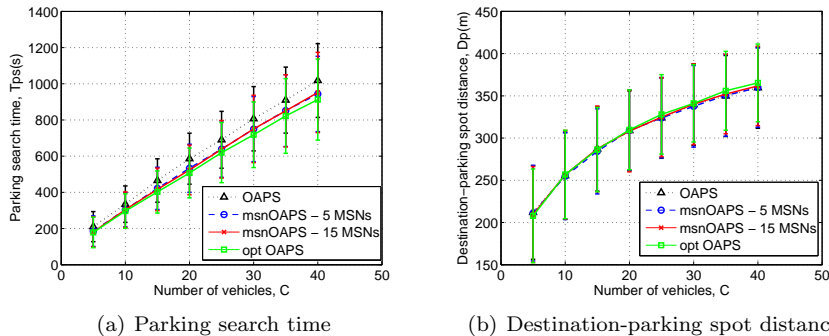 1400
1200
1000
800
600
400
200
0
0 10 20 30 40 50
Parking search time, Tps(s)
Number of vehicles, C
OAPS
msnOAPS − 5 MSNs
msnOAPS − 15 MSNs
opt OAPS
(a) Parking search time
450
400
350
300
250
200
150
0 10 20 30 40 50
Destination−parking spot distance, Dp(m)
Number of vehicles, C
OAPS
msnOAPS − 5 MSNs
msnOAPS − 15 MSNs
opt OAPS
(b) Destination-parking spot distanc